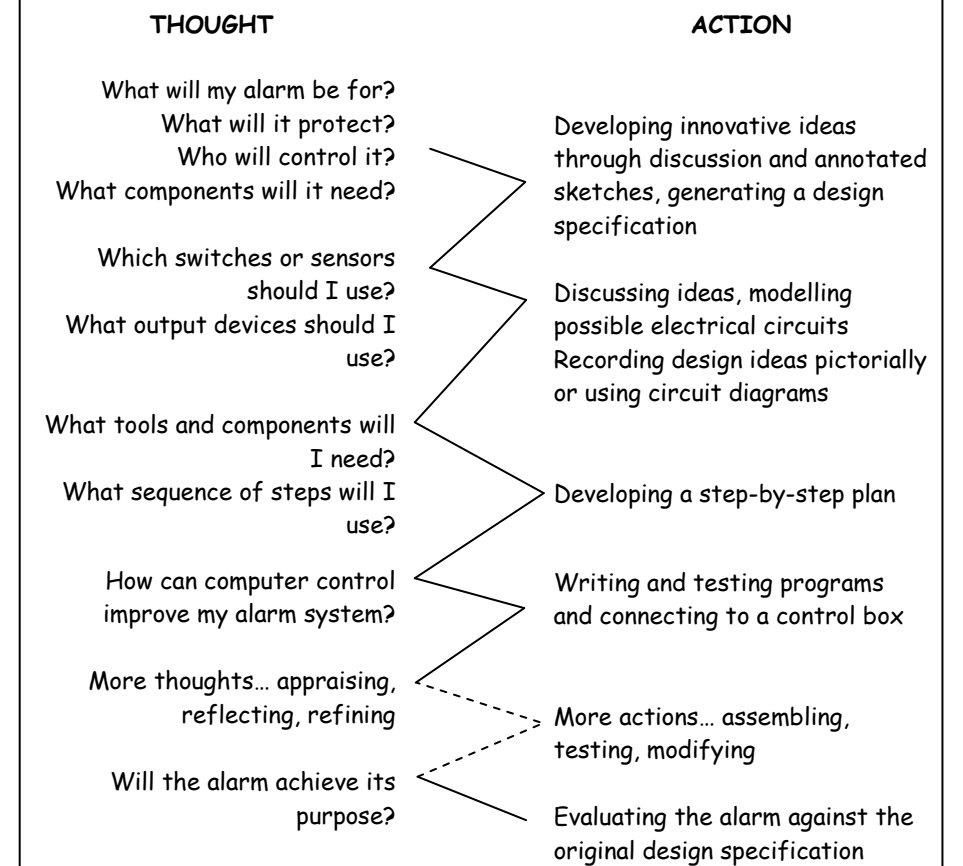 THOUGHT
ACTION
What will my alarm be for?
What will it protect?
Who will control it?
What components will it need?
Developing innovative ideas
through discussion and annotated
sketches, generating a design
specification
Which switches or sensors
should I use?
What output devices should I
use?
Discussing ideas, modelling
possible electrical circuits
Recording design ideas pictorially
or using circuit diagrams
What tools and components will
I need?
What sequence of steps will I
use?
Developing a step-by-step plan
How can computer control
improve my alarm system?
Writing and testing programs
and connecting to a control box
More thoughts… appraising,
reflecting, refining
More actions… assembling,
testing, modifying
Will the alarm achieve its
purpose?
Evaluating the alarm against the
original design specification